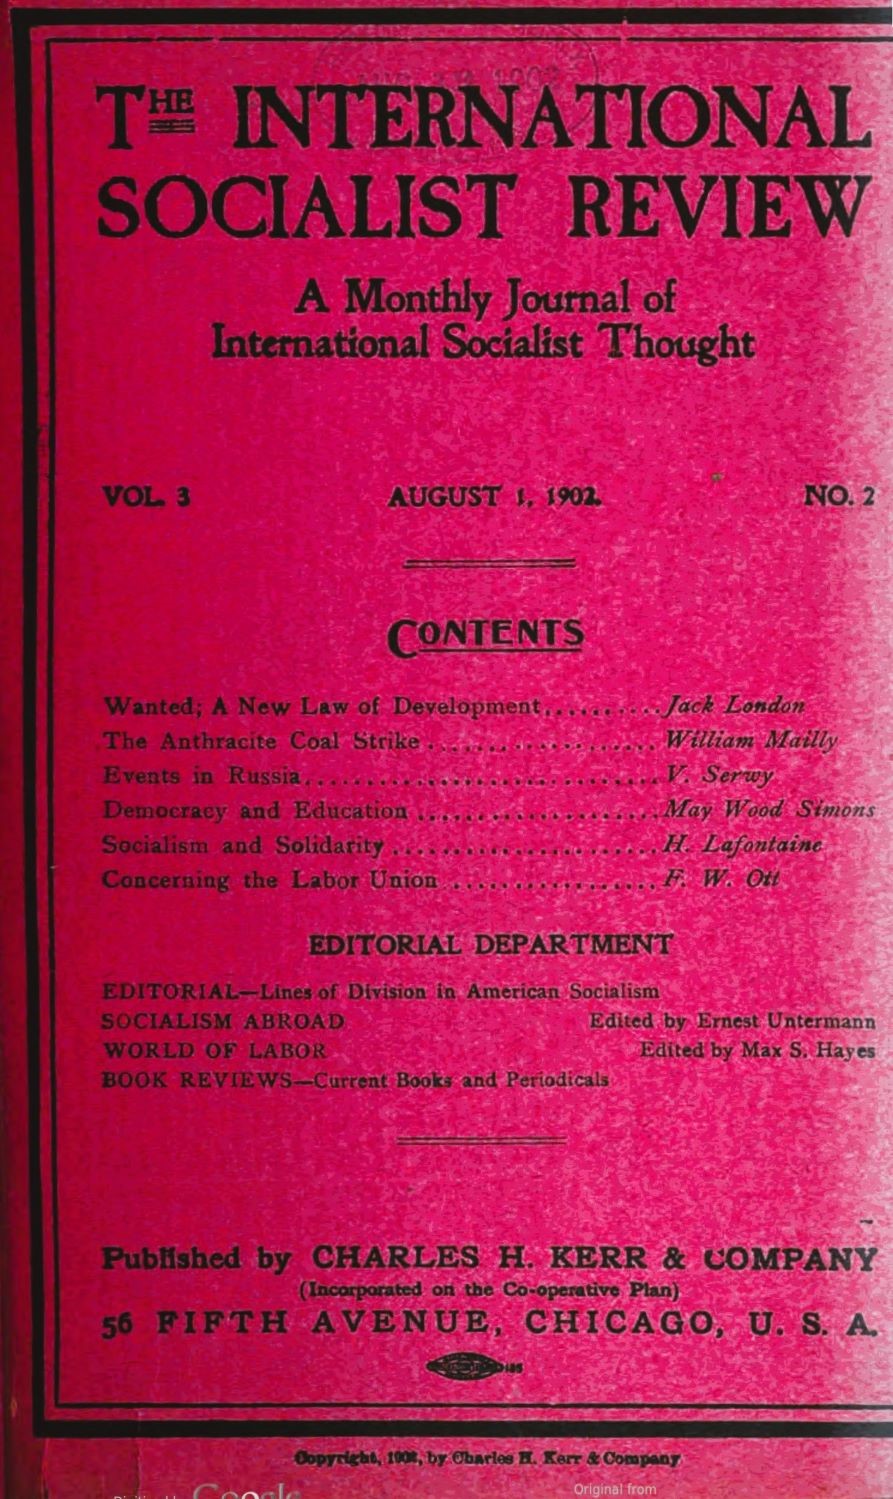 THE INTERNATIONAL
SOCIALIST REVIEW
A Monthly Journal of
International Socialist Thought
VOL. 3 AUGUST 1, 1902. NO. 2
CONTENTS
Wanted; A New Law of Development..........Jack London
The Anthracite Coal Strike...................William Mailly
Events in Russia.............................V. Serwy
Democracy and Education....................May Wood Simons
Socialism and Solidarity......................H. Lafontaine
Concerning the Labor Union.................F. W. Ott
EDITORIAL DEPARTMENT
EDITORIAL—Lines of Division in American Socialism
SOCIALISM ABROAD Edited by Ernest Untermann
WORLD OF LABOR Edited by Max S. Hayes
BOOK REVIEWS—Current Books and Periodicals
Published by CHARLES H. KERR & COMPANY
(Incorporated on the Co-operative Plan)
56 FIFTH AVENUE, CHICAGO, U. S. A.
Copyright, 1902, by Charles H. Kerr & Company
Google
Original from